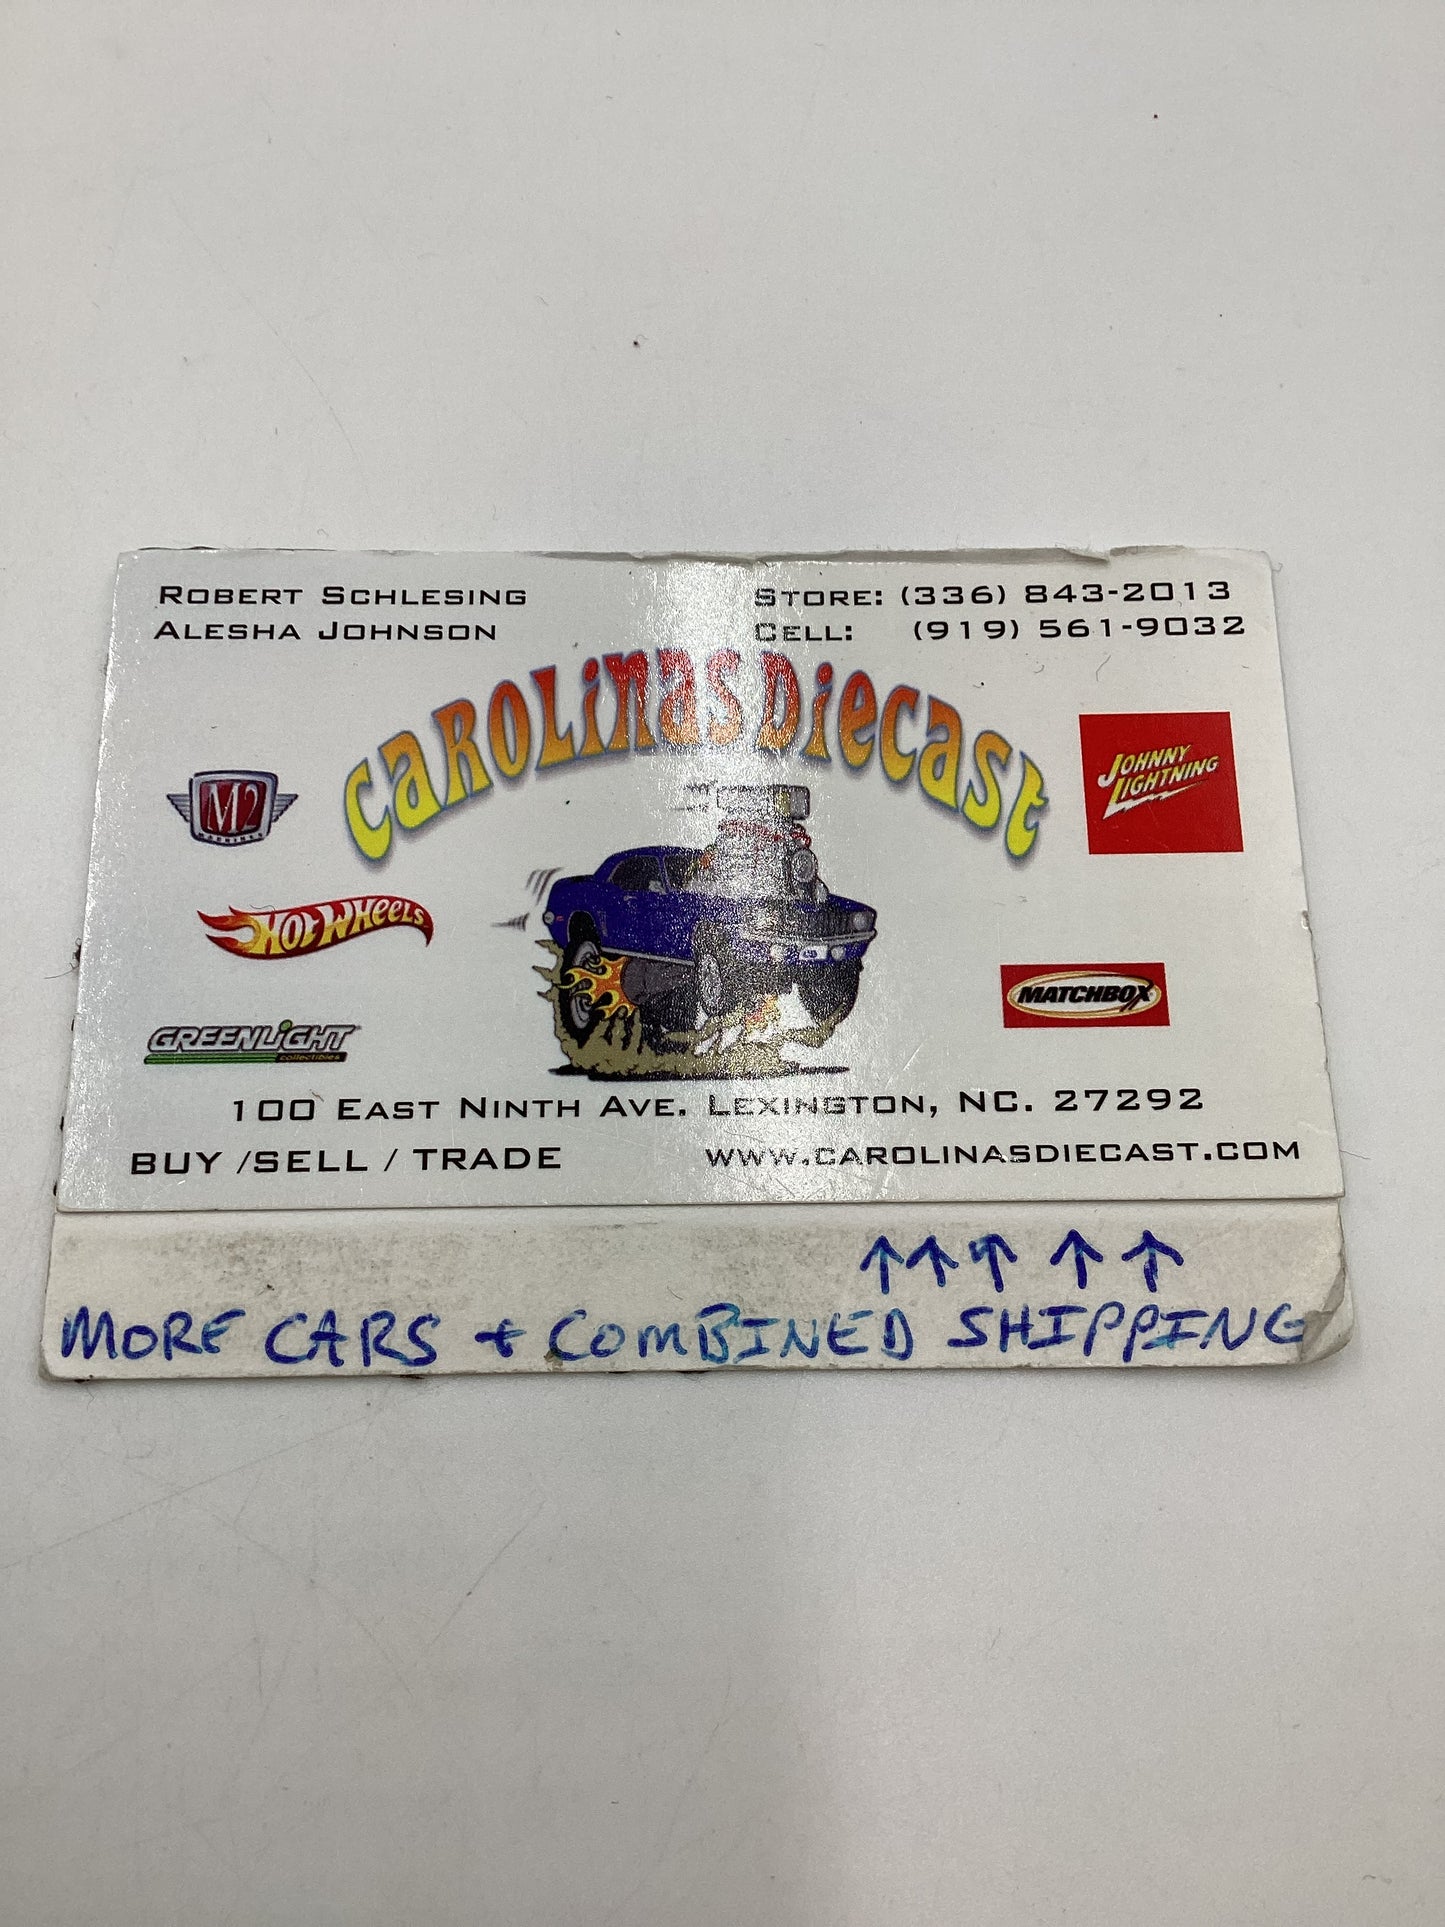 ROBERT SCHLESING
ALESHA JOHNSON
STORE: (336) 843-2013
CELL: (919) 561-9032
CAROLINAS DIECAST
M2
MACHINES
JOHNNY
LIGHTNING
HOT WHEELS
MATCHBOX
GREENLIGHT
collectibles
100 EAST NINTH AVE. LEXINGTON, NC. 27292
BUY /SELL / TRADE
WWW.CAROLINASDIECAST.COM
↑↑↑ ↑ ↑
MORE CARS + COMBINED SHIPPING